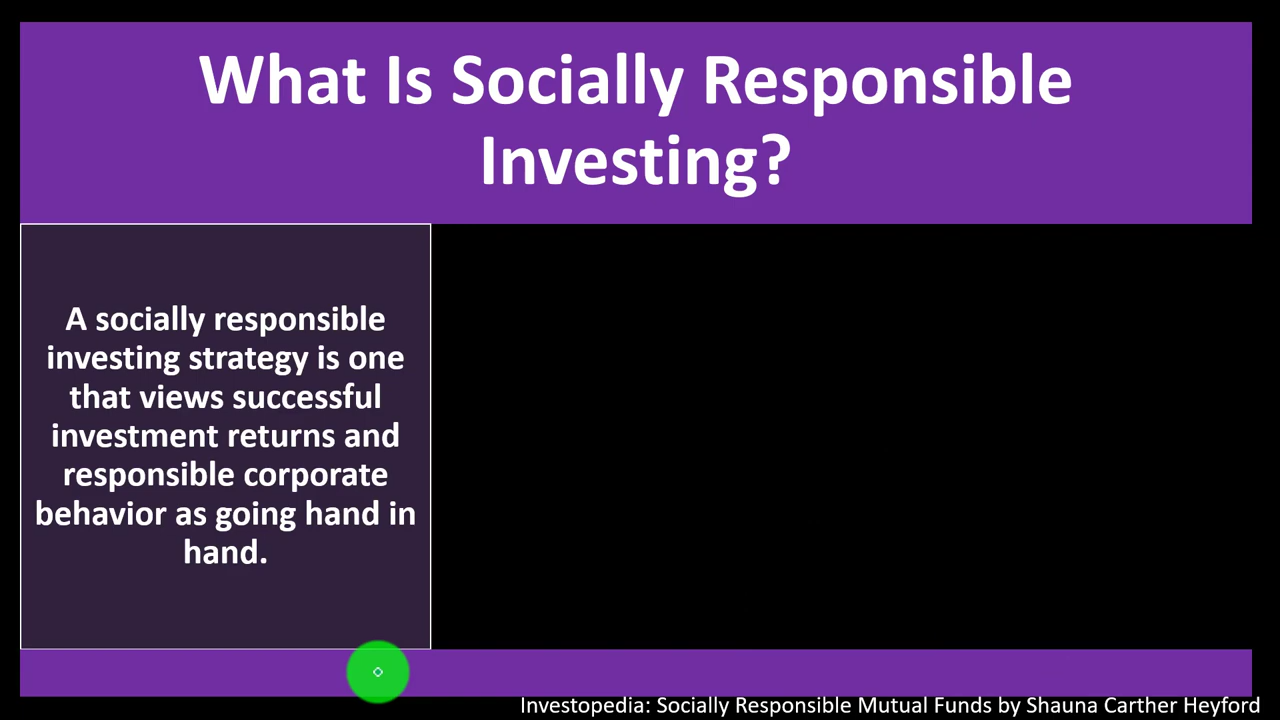 What Is Socially Responsible
Investing?
A socially responsible
investing strategy is one
that views successful
investment returns and
responsible corporate
behavior as going hand in
hand.
Investopedia: Socially Responsible Mutual Funds by Shauna Carther Heyford